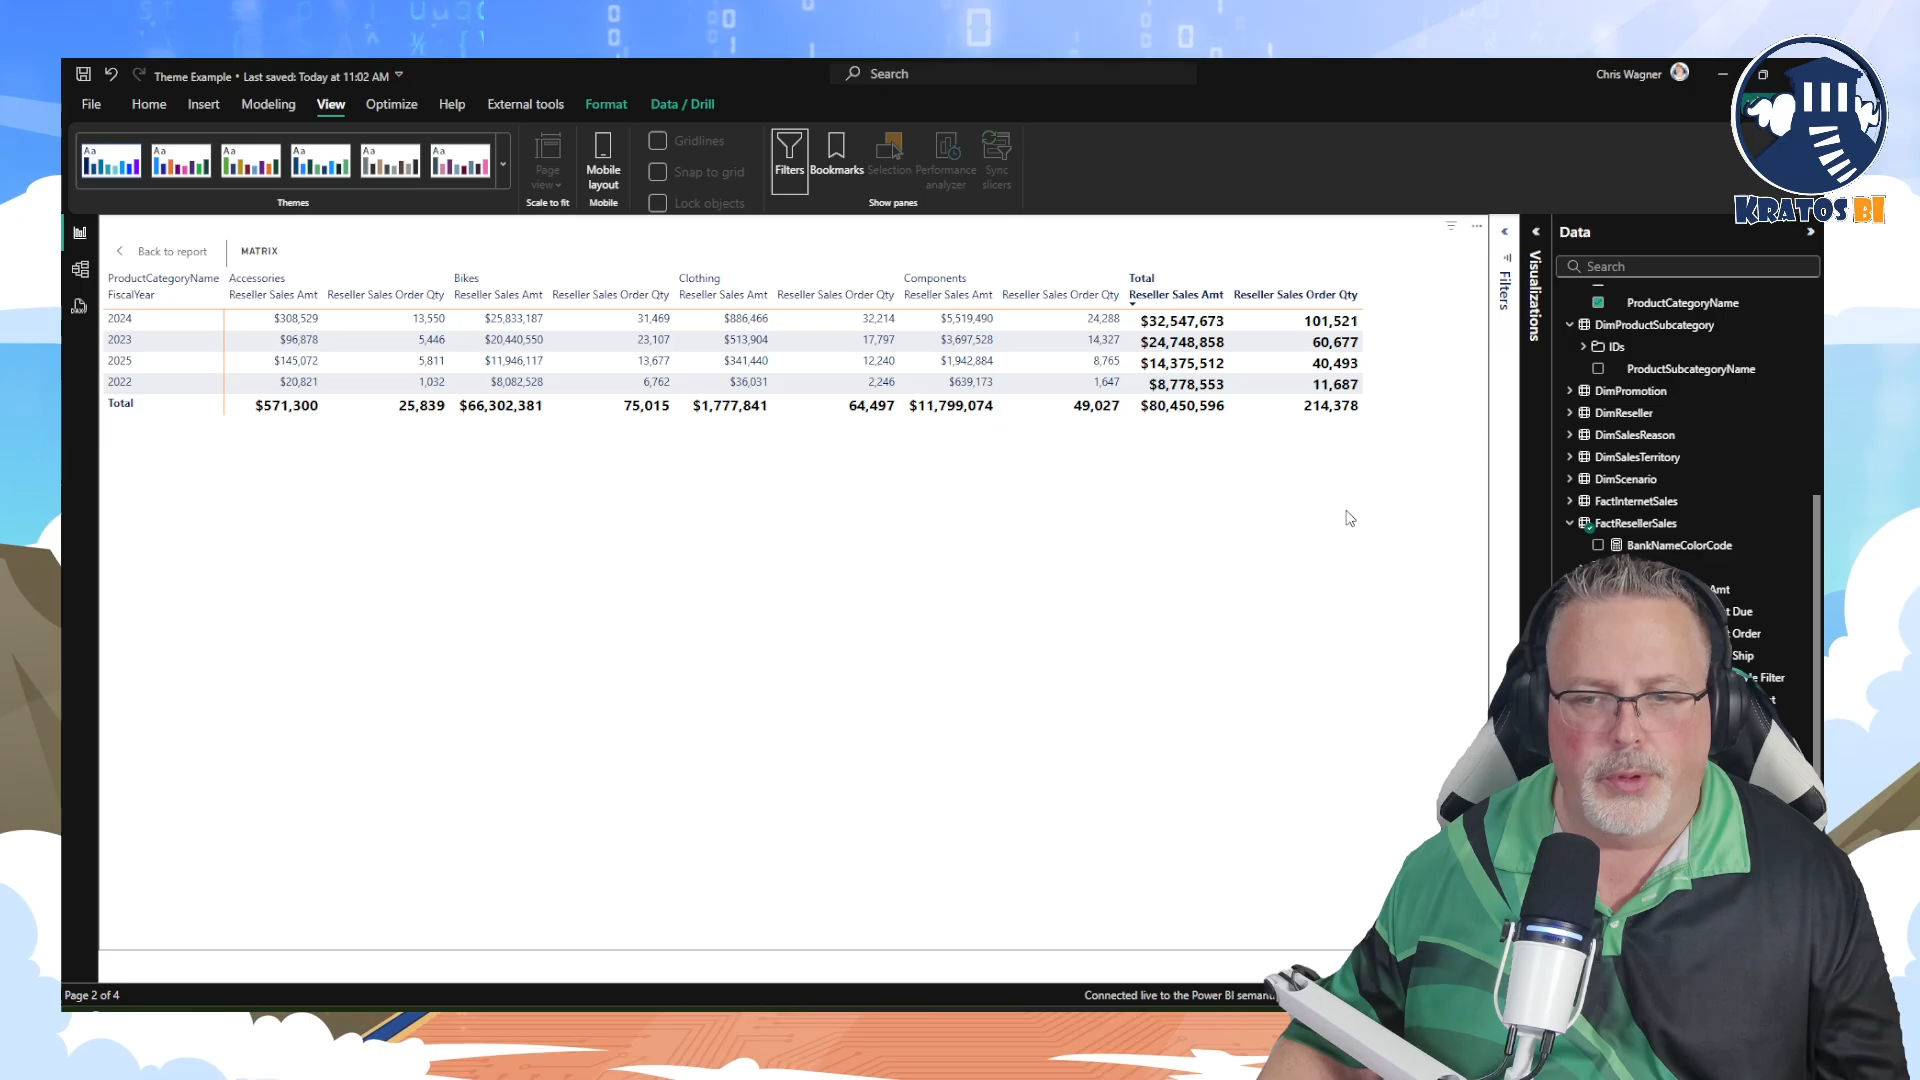 Theme Example • Last saved: Today at 11:02 AM
Search
Chris Wagner
File Home Insert Modeling View Optimize Help External tools Format Data / Drill
Aa Aa Aa Aa Aa Aa
Themes
Page view
Scale to fit
Mobile layout
Mobile
Gridlines
Snap to grid
Lock objects
Filters
Bookmarks
Selection
Performance analyzer
Sync slicers
Show panes
KRATOS BI
Back to report
MATRIX
ProductCategoryName Accessories Bikes Clothing Components Total
FiscalYear Reseller Sales Amt Reseller Sales Order Qty Reseller Sales Amt Reseller Sales Order Qty Reseller Sales Amt Reseller Sales Order Qty Reseller Sales Amt Reseller Sales Order Qty Reseller Sales Amt Reseller Sales Order Qty
2024 $308,529 13,550 $25,833,187 31,469 $886,466 32,214 $5,519,490 24,288 $32,547,673 101,521
2023 $96,878 5,446 $20,440,550 23,107 $513,904 17,797 $3,697,528 14,327 $24,748,858 60,677
2025 $145,072 5,811 $11,946,117 13,677 $341,440 12,240 $1,942,884 8,765 $14,375,512 40,493
2022 $20,821 1,032 $8,082,528 6,762 $36,031 2,246 $639,173 1,647 $8,778,553 11,687
Total $571,300 25,839 $66,302,381 75,015 $1,777,841 64,497 $11,799,074 49,027 $80,450,596 214,378
Filters
Visualizations
Data
Search
ProductCategoryName
DimProductSubcategory
IDs
ProductSubcategoryName
DimPromotion
DimReseller
DimSalesReason
DimSalesTerritory
DimScenario
FactInternetSales
FactResellerSales
BankNameColorCode
Amt
t Due
t Order
Ship
Filter
Page 2 of 4
Connected live to the Power BI semant